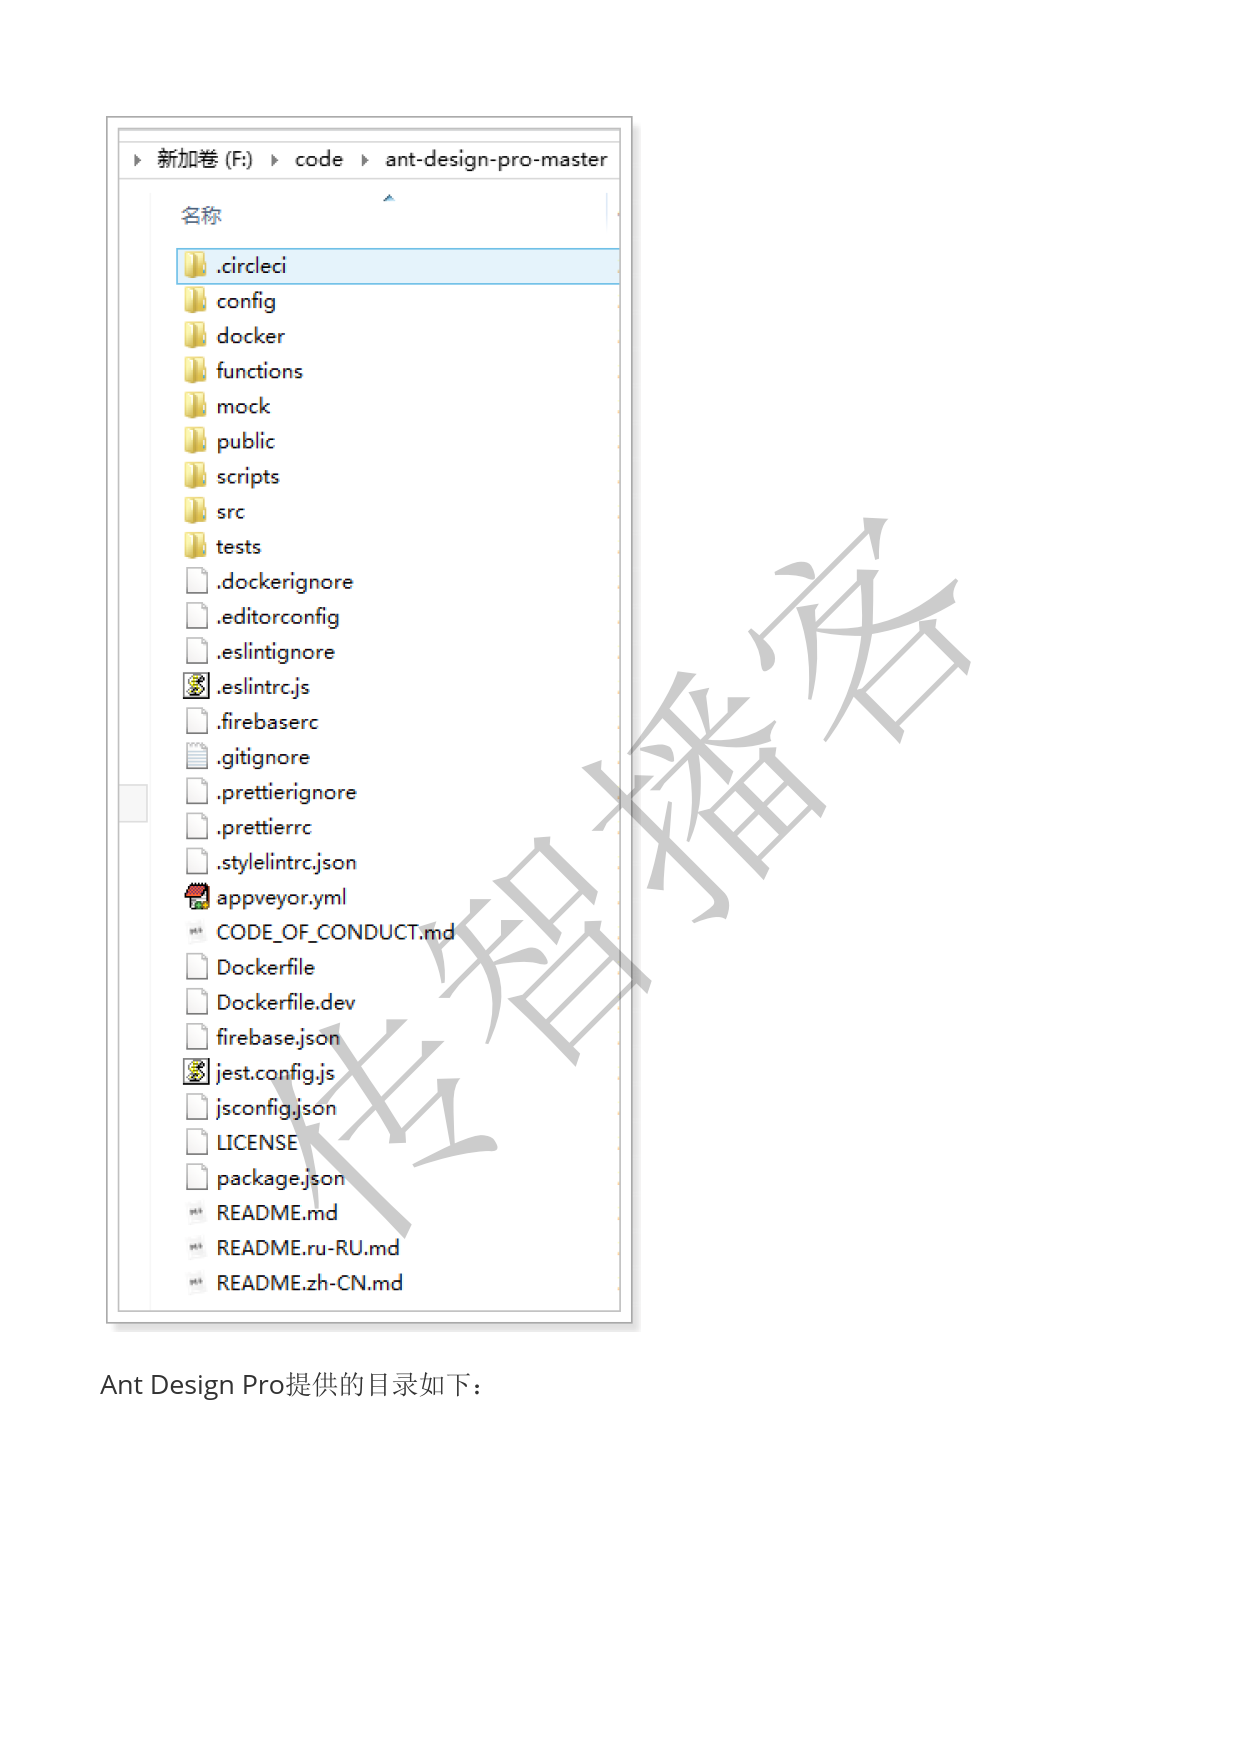 新加卷 (F:) code ant-design-pro-master
名称
.circleci
config
docker
functions
mock
public
scripts
src
tests
.dockerignore
.editorconfig
.eslintignore
.eslintrc.js
.firebaserc
.gitignore
.prettierignore
.prettierrc
.stylelintrc.json
appveyor.yml
CODE_OF_CONDUCT.md
Dockerfile
Dockerfile.dev
firebase.json
jest.config.js
jsconfig.json
LICENSE
package.json
README.md
README.ru-RU.md
README.zh-CN.md
传智播客
Ant Design Pro提供的目录如下：